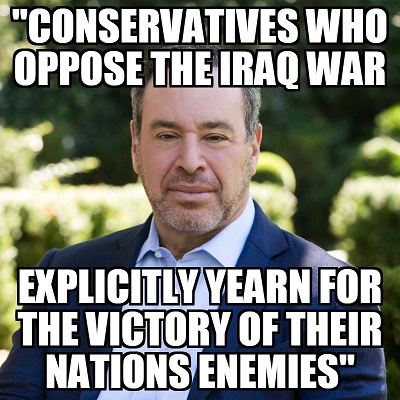 "CONSERVATIVES WHO
OPPOSE THE IRAQ WAR
EXPLICITLY YEARN FOR
THE VICTORY OF THEIR
NATIONS ENEMIES"